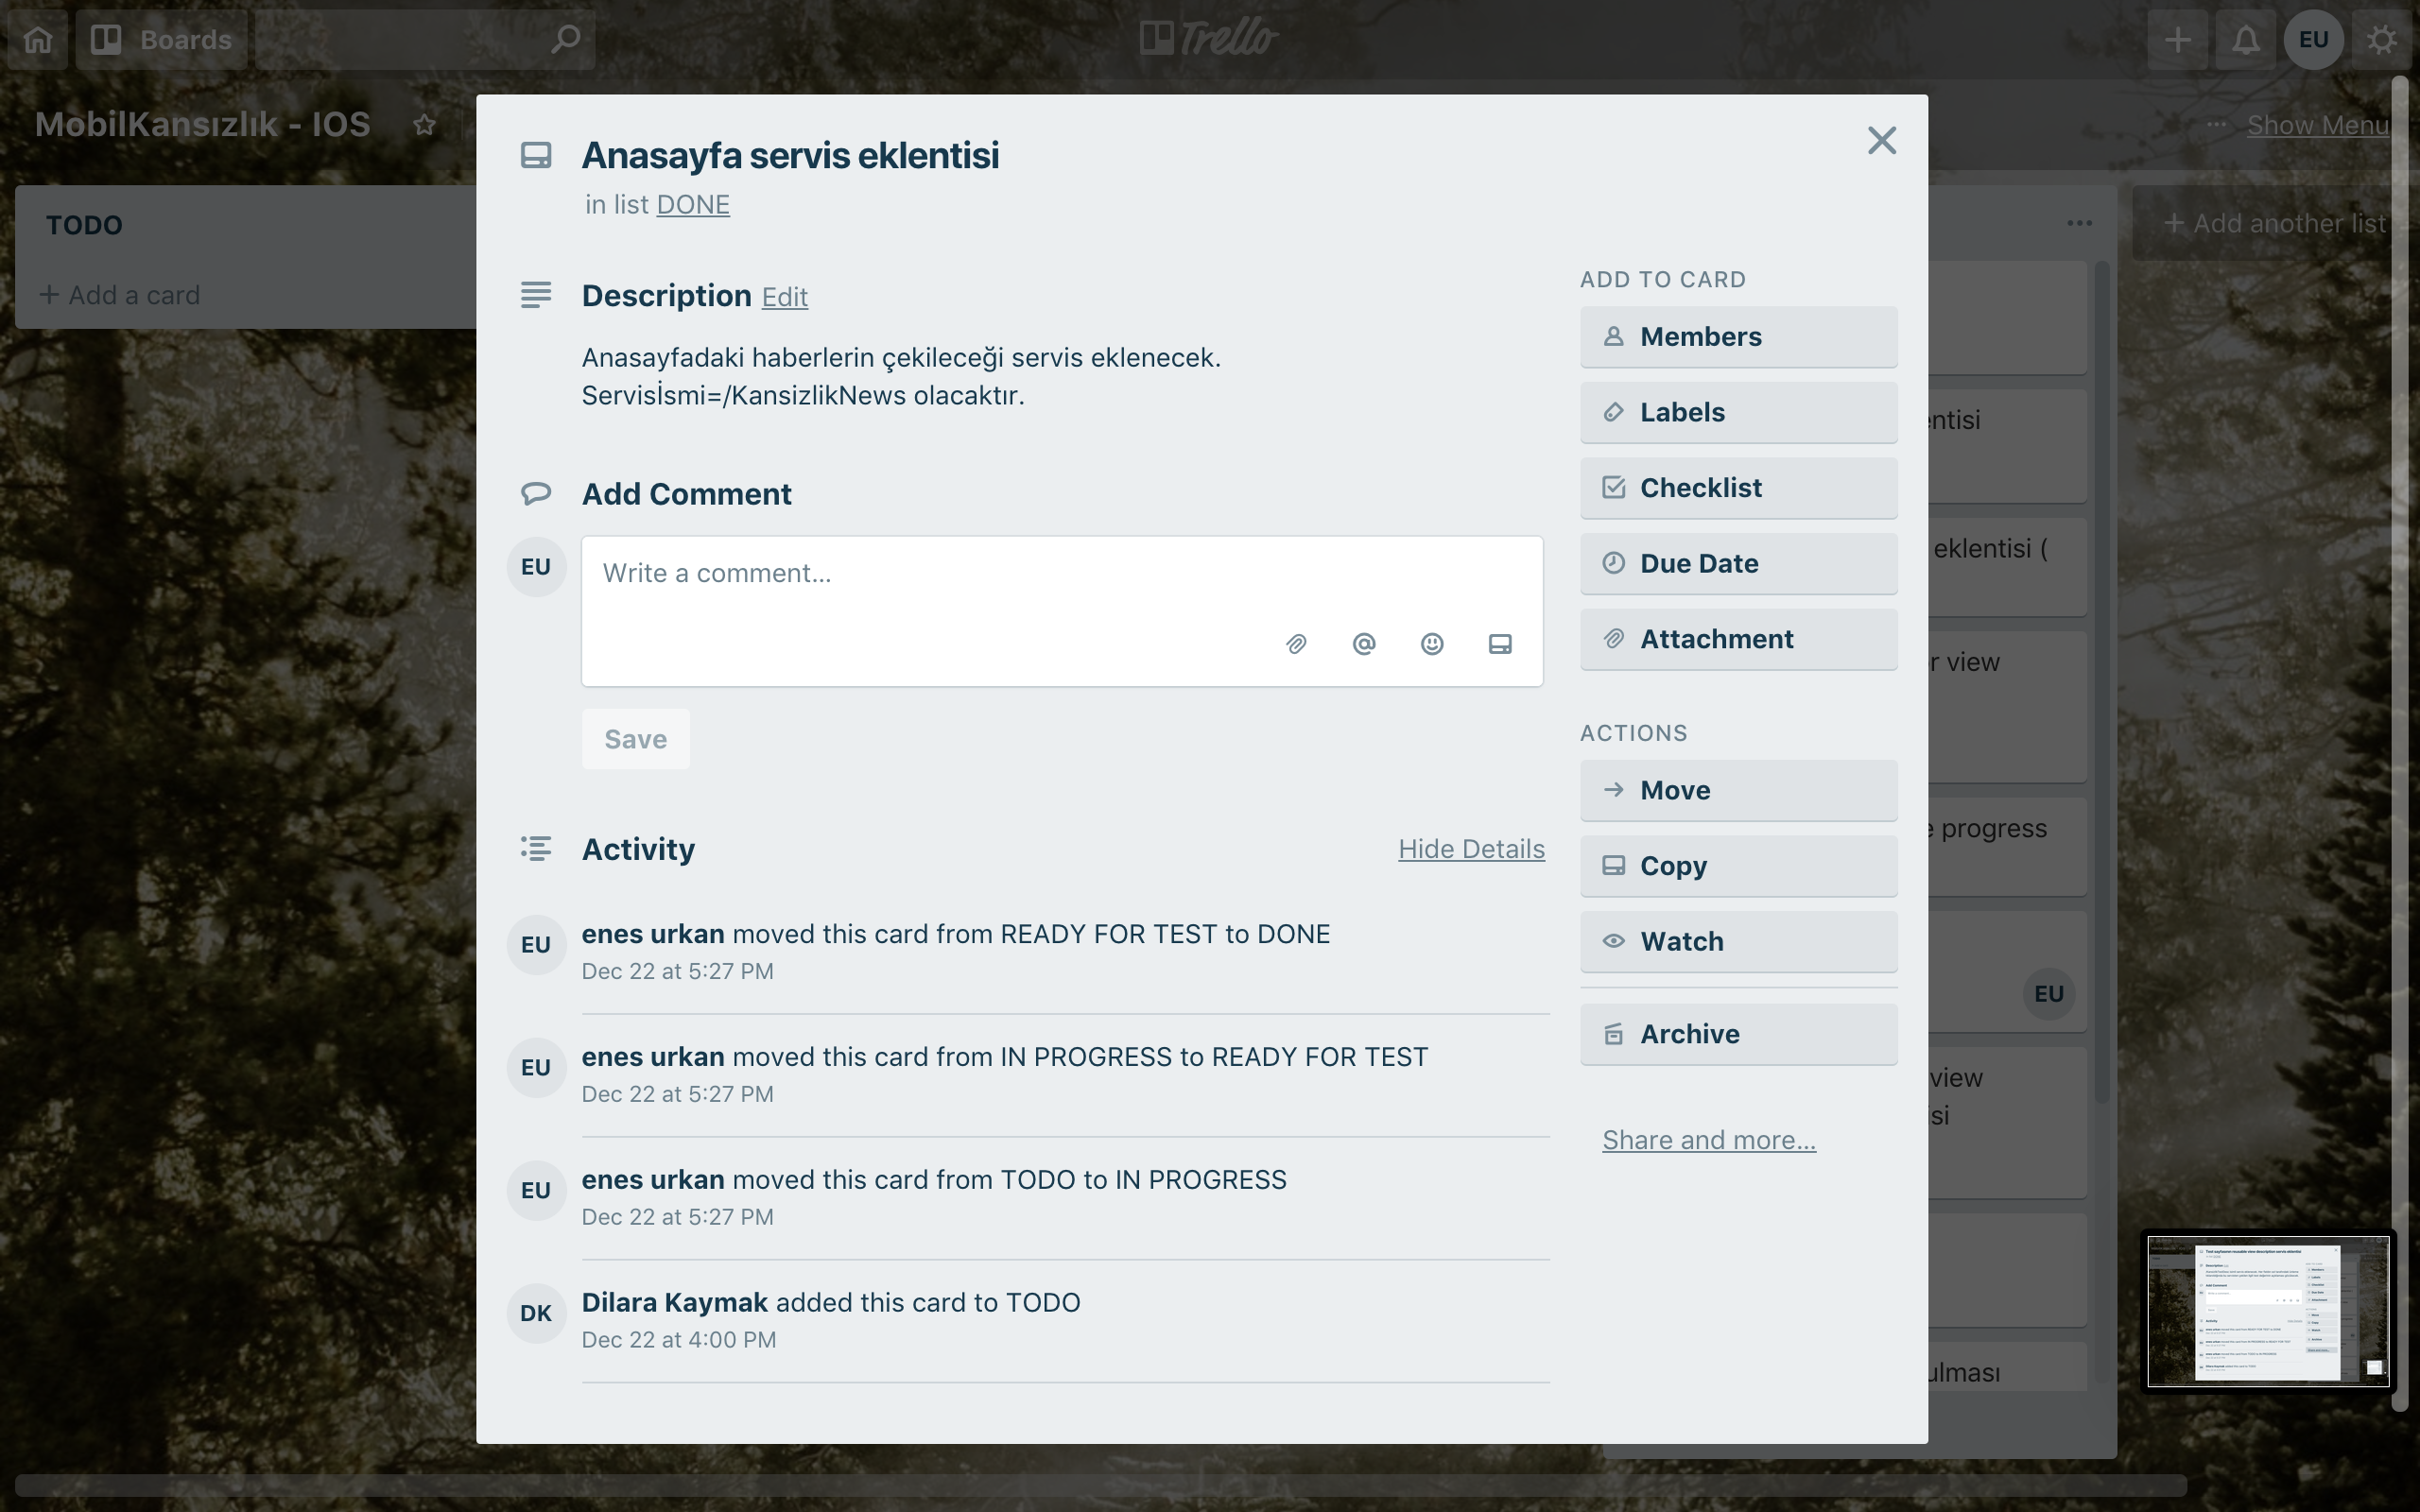 Boards
Trello
EU
MobilKansızlık - IOS
Show Menu
TODO
+ Add a card
+ Add another list
Anasayfa servis eklentisi
in list DONE
Description Edit
Anasayfadaki haberlerin çekileceği servis eklenecek.
Servisİsmi=/KansizlikNews olacaktır.
Add Comment
EU
Write a comment...
Save
Activity
Hide Details
EU
enes urkan moved this card from READY FOR TEST to DONE
Dec 22 at 5:27 PM
EU
enes urkan moved this card from IN PROGRESS to READY FOR TEST
Dec 22 at 5:27 PM
EU
enes urkan moved this card from TODO to IN PROGRESS
Dec 22 at 5:27 PM
DK
Dilara Kaymak added this card to TODO
Dec 22 at 4:00 PM
ADD TO CARD
Members
Labels
Checklist
Due Date
Attachment
ACTIONS
Move
Copy
Watch
Archive
Share and more...
eklentisi (
view
progress
EU
view